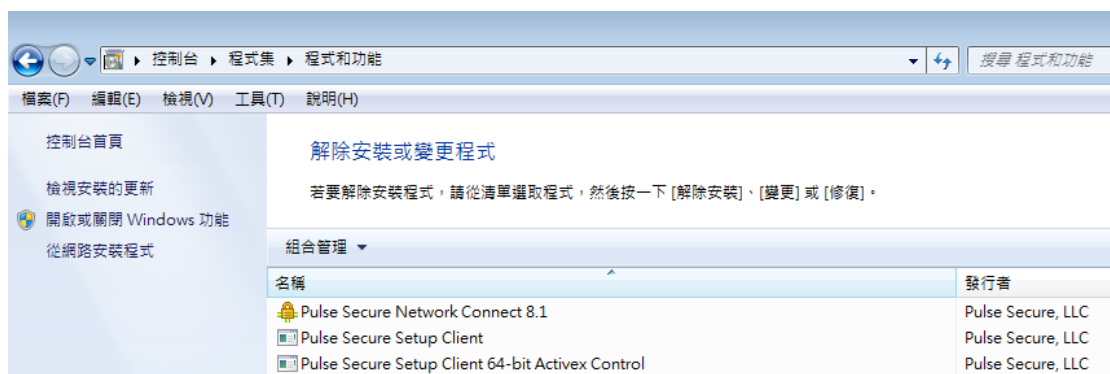 控制台 ▸ 程式集 ▸ 程式和功能
搜尋 程式和功能
檔案(F) 編輯(E) 檢視(V) 工具(T) 說明(H)
控制台首頁
檢視安裝的更新
開啟或關閉 Windows 功能
從網路安裝程式
解除安裝或變更程式
若要解除安裝程式，請從清單選取程式，然後按一下 [解除安裝]、[變更] 或 [修復]。
組合管理
名稱 發行者
Pulse Secure Network Connect 8.1 Pulse Secure, LLC
Pulse Secure Setup Client Pulse Secure, LLC
Pulse Secure Setup Client 64-bit Activex Control Pulse Secure, LLC